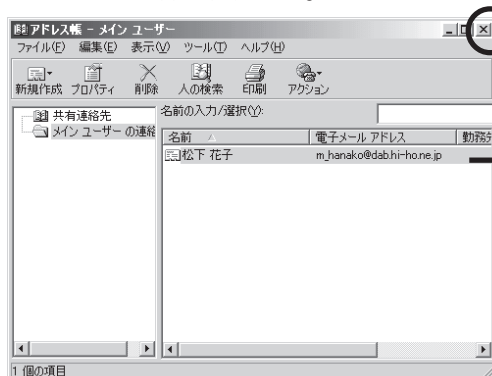 アドレス帳 - メイン ユーザー
ファイル(F) 編集(E) 表示(V) ツール(T) ヘルプ(H)
新規作成 プロパティ 削除 人の検索 印刷 アクション
共有連絡先
メイン ユーザー の連絡
名前の入力/選択(Y):
名前 電子メール アドレス 勤務先
松下 花子 m_hanako@dab.hi-ho.ne.jp
1 個の項目